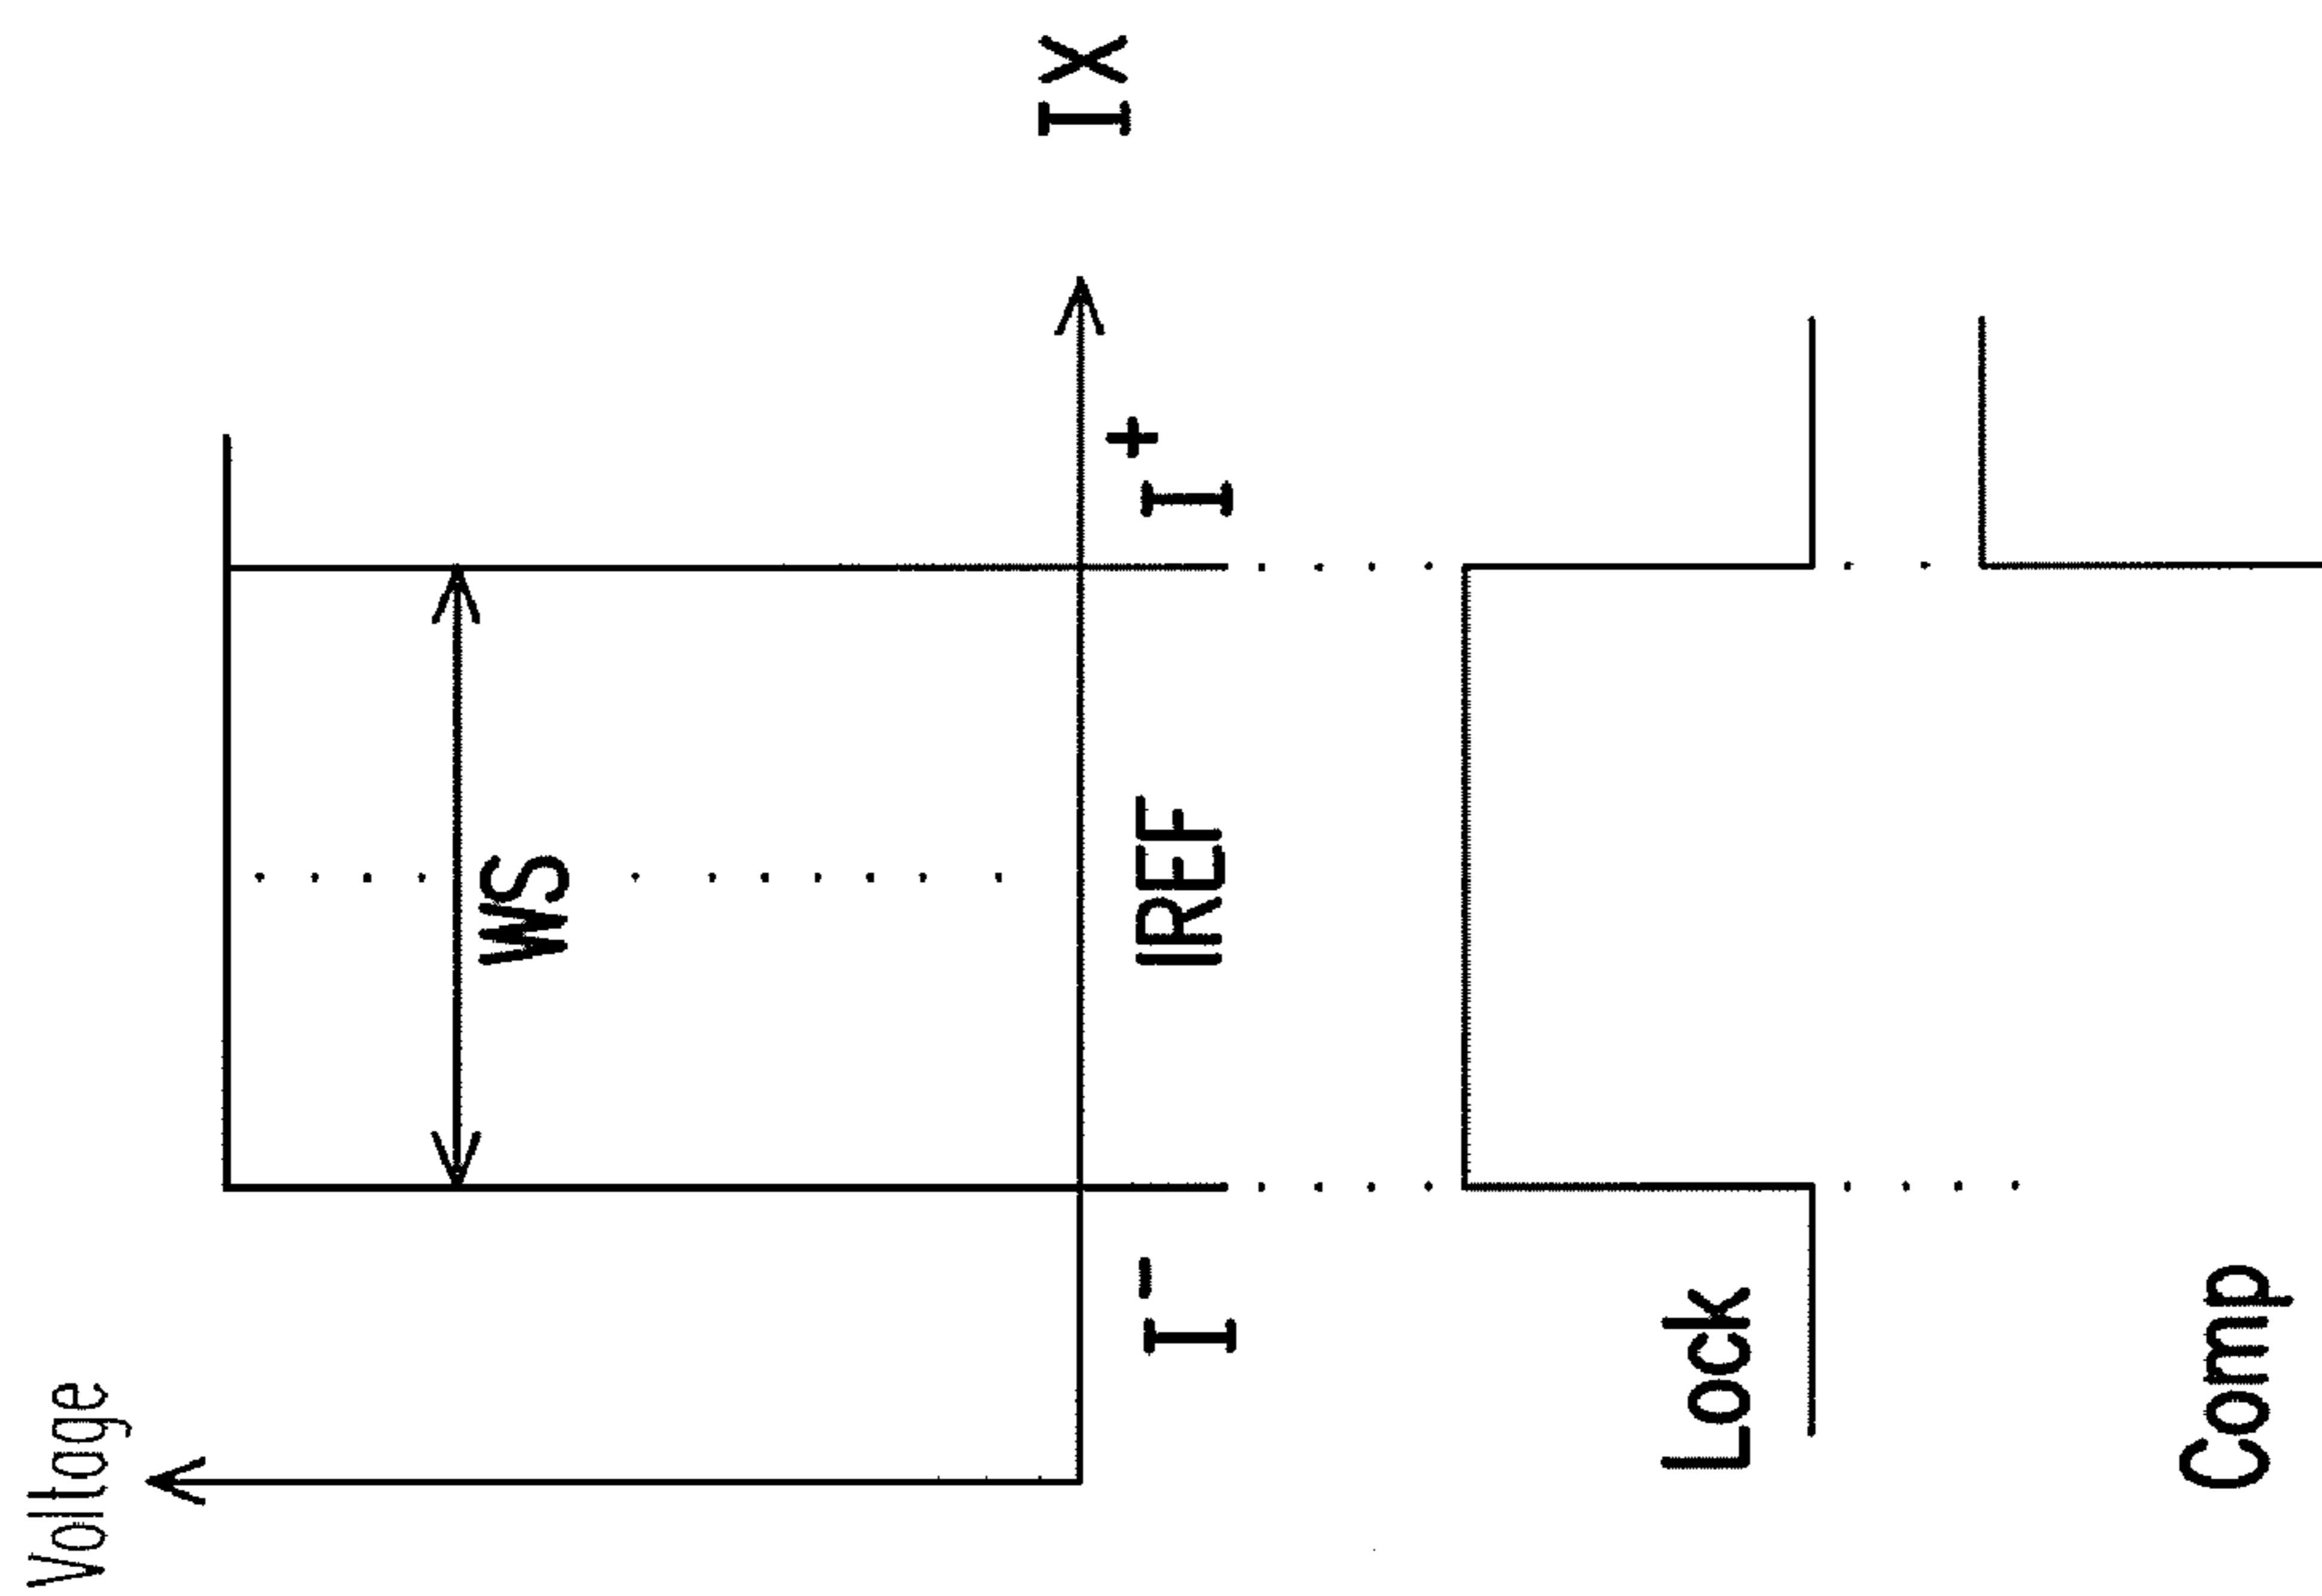 Voltage
WS
IX
I-
IREF
I+
Lock
Comp